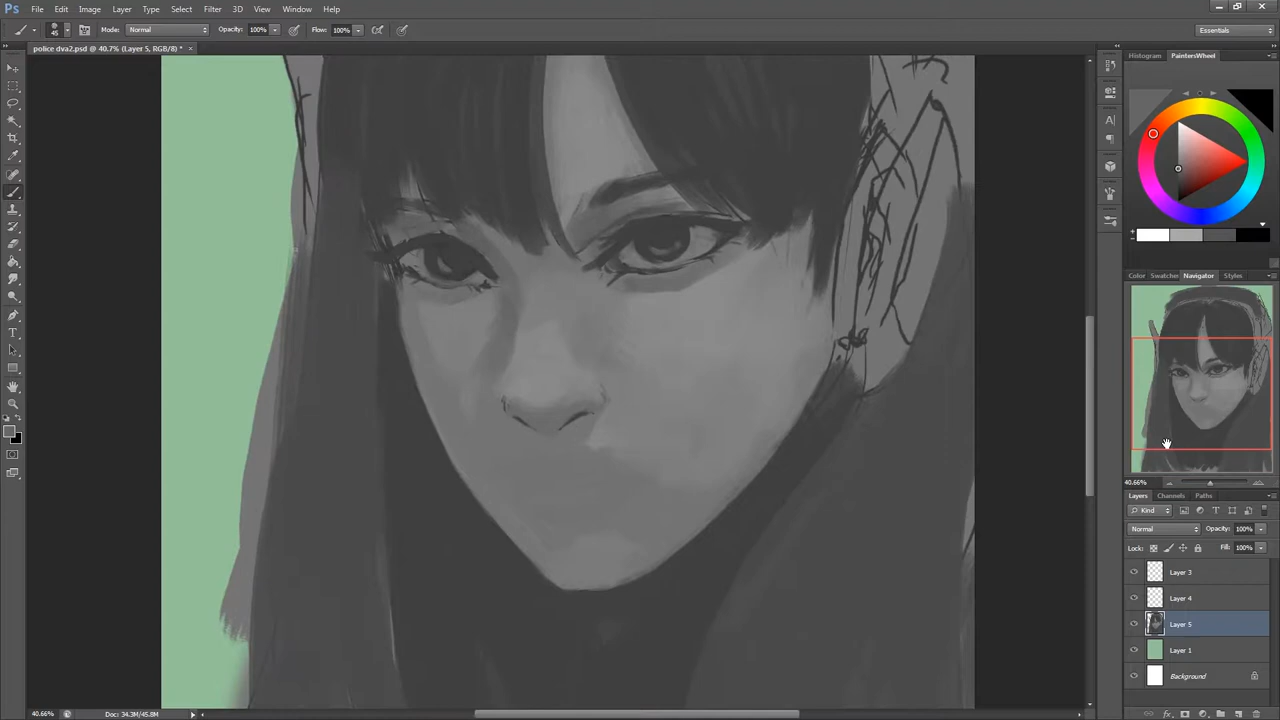 Ps File Edit Image Layer Type Select Filter 3D View Window Help
45 Mode: Normal Opacity: 100% Flow: 100% Essentials
police dva2.psd @ 40.7% (Layer 5, RGB/8) * ×
Histogram PaintersWheel
Color Swatches Navigator Styles
40.66%
Layers Channels Paths
Kind
Normal Opacity: 100%
Lock: Fill: 100%
Layer 3
Layer 4
Layer 5
Layer 1
Background
40.66% Doc: 34.3M/45.8M